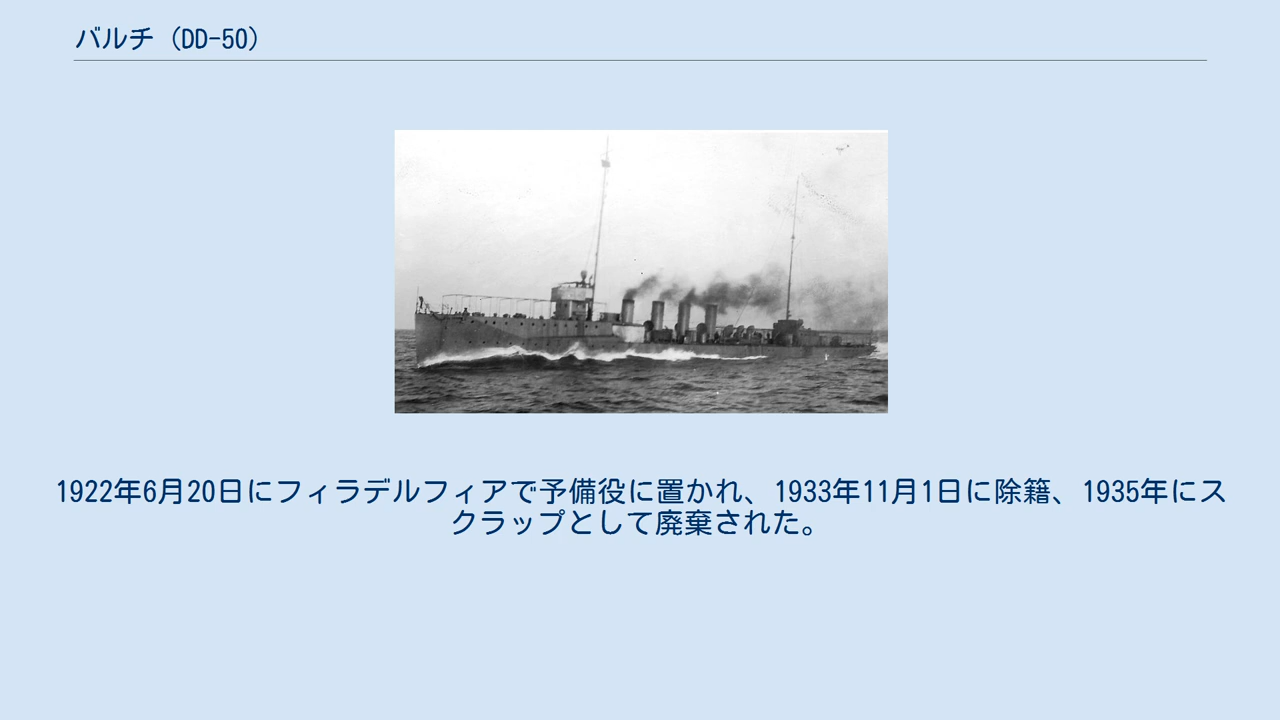 バルチ（DD-50）
1922年6月20日にフィラデルフィアで予備役に置かれ、1933年11月1日に除籍、1935年にス
クラップとして廃棄された。